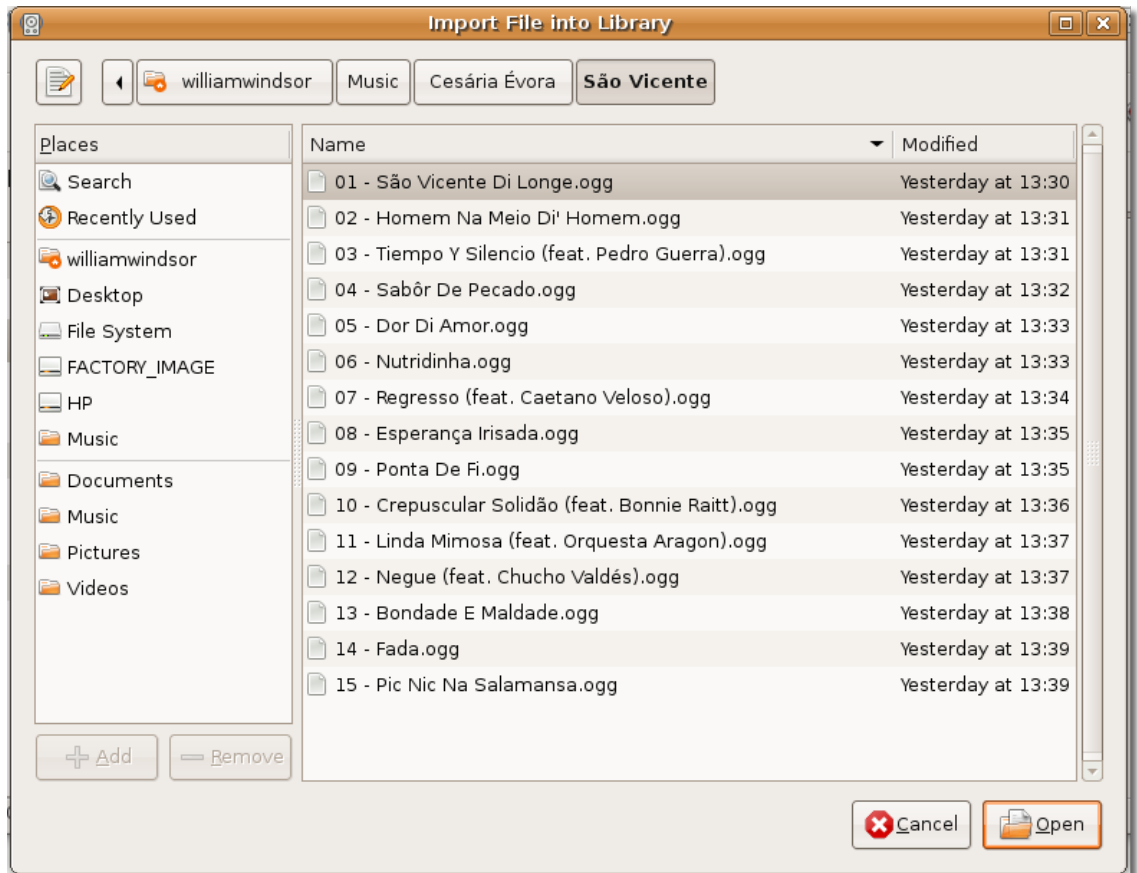 Import File into Library
williamwindsor Music Cesária Évora São Vicente
Places
Search
Recently Used
williamwindsor
Desktop
File System
FACTORY_IMAGE
HP
Music
Documents
Music
Pictures
Videos
Add Remove
Name Modified
01 - São Vicente Di Longe.ogg Yesterday at 13:30
02 - Homem Na Meio Di' Homem.ogg Yesterday at 13:31
03 - Tiempo Y Silencio (feat. Pedro Guerra).ogg Yesterday at 13:31
04 - Sabôr De Pecado.ogg Yesterday at 13:32
05 - Dor Di Amor.ogg Yesterday at 13:33
06 - Nutridinha.ogg Yesterday at 13:33
07 - Regresso (feat. Caetano Veloso).ogg Yesterday at 13:34
08 - Esperança Irisada.ogg Yesterday at 13:35
09 - Ponta De Fi.ogg Yesterday at 13:35
10 - Crepuscular Solidão (feat. Bonnie Raitt).ogg Yesterday at 13:36
11 - Linda Mimosa (feat. Orquesta Aragon).ogg Yesterday at 13:37
12 - Negue (feat. Chucho Valdés).ogg Yesterday at 13:37
13 - Bondade E Maldade.ogg Yesterday at 13:38
14 - Fada.ogg Yesterday at 13:39
15 - Pic Nic Na Salamansa.ogg Yesterday at 13:39
Cancel Open